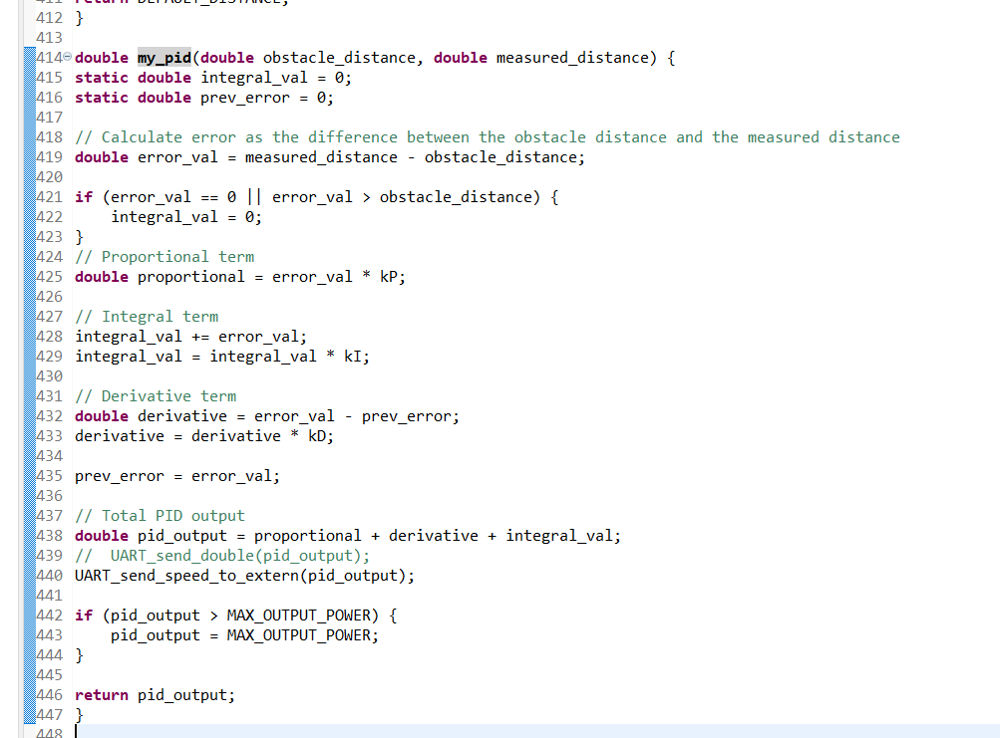 411 return DEFAULT_DISTANCE;
412 }
413
414 double my_pid(double obstacle_distance, double measured_distance) {
415 static double integral_val = 0;
416 static double prev_error = 0;
417
418 // Calculate error as the difference between the obstacle distance and the measured distance
419 double error_val = measured_distance - obstacle_distance;
420
421 if (error_val == 0 || error_val > obstacle_distance) {
422     integral_val = 0;
423 }
424 // Proportional term
425 double proportional = error_val * kP;
426
427 // Integral term
428 integral_val += error_val;
429 integral_val = integral_val * kI;
430
431 // Derivative term
432 double derivative = error_val - prev_error;
433 derivative = derivative * kD;
434
435 prev_error = error_val;
436
437 // Total PID output
438 double pid_output = proportional + derivative + integral_val;
439 //  UART_send_double(pid_output);
440 UART_send_speed_to_extern(pid_output);
441
442 if (pid_output > MAX_OUTPUT_POWER) {
443     pid_output = MAX_OUTPUT_POWER;
444 }
445
446 return pid_output;
447 }
448